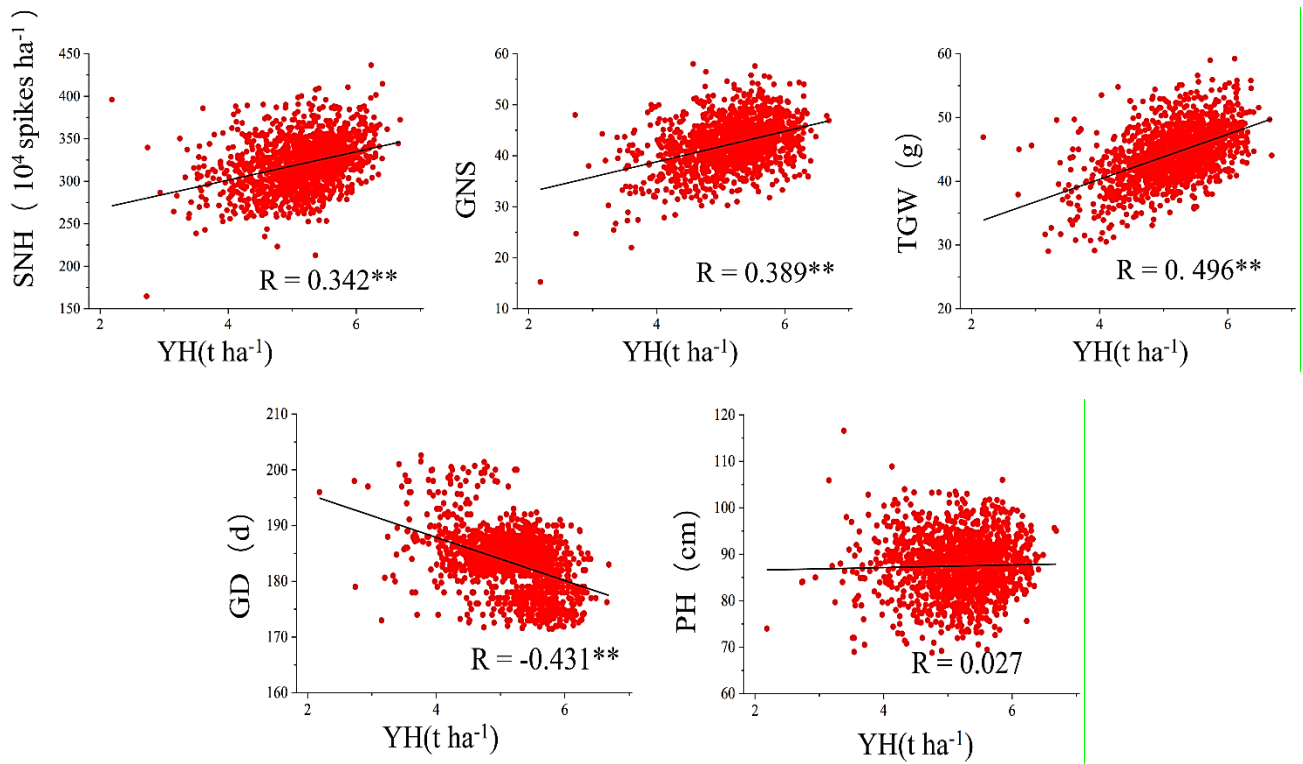 SNH ( 10⁴ spikes ha⁻¹)
450
400
350
300
250
200
150
2 4 6
R = 0.342**
YH(t ha⁻¹)
GNS
60
50
40
30
20
10
2 4 6
R = 0.389**
YH(t ha⁻¹)
TGW (g)
60
50
40
30
20
2 4 6
R = 0. 496**
YH(t ha⁻¹)
GD (d)
210
200
190
180
170
160
2 4 6
R = -0.431**
YH(t ha⁻¹)
PH (cm)
120
110
100
90
80
70
60
2 4 6
R = 0.027
YH(t ha⁻¹)